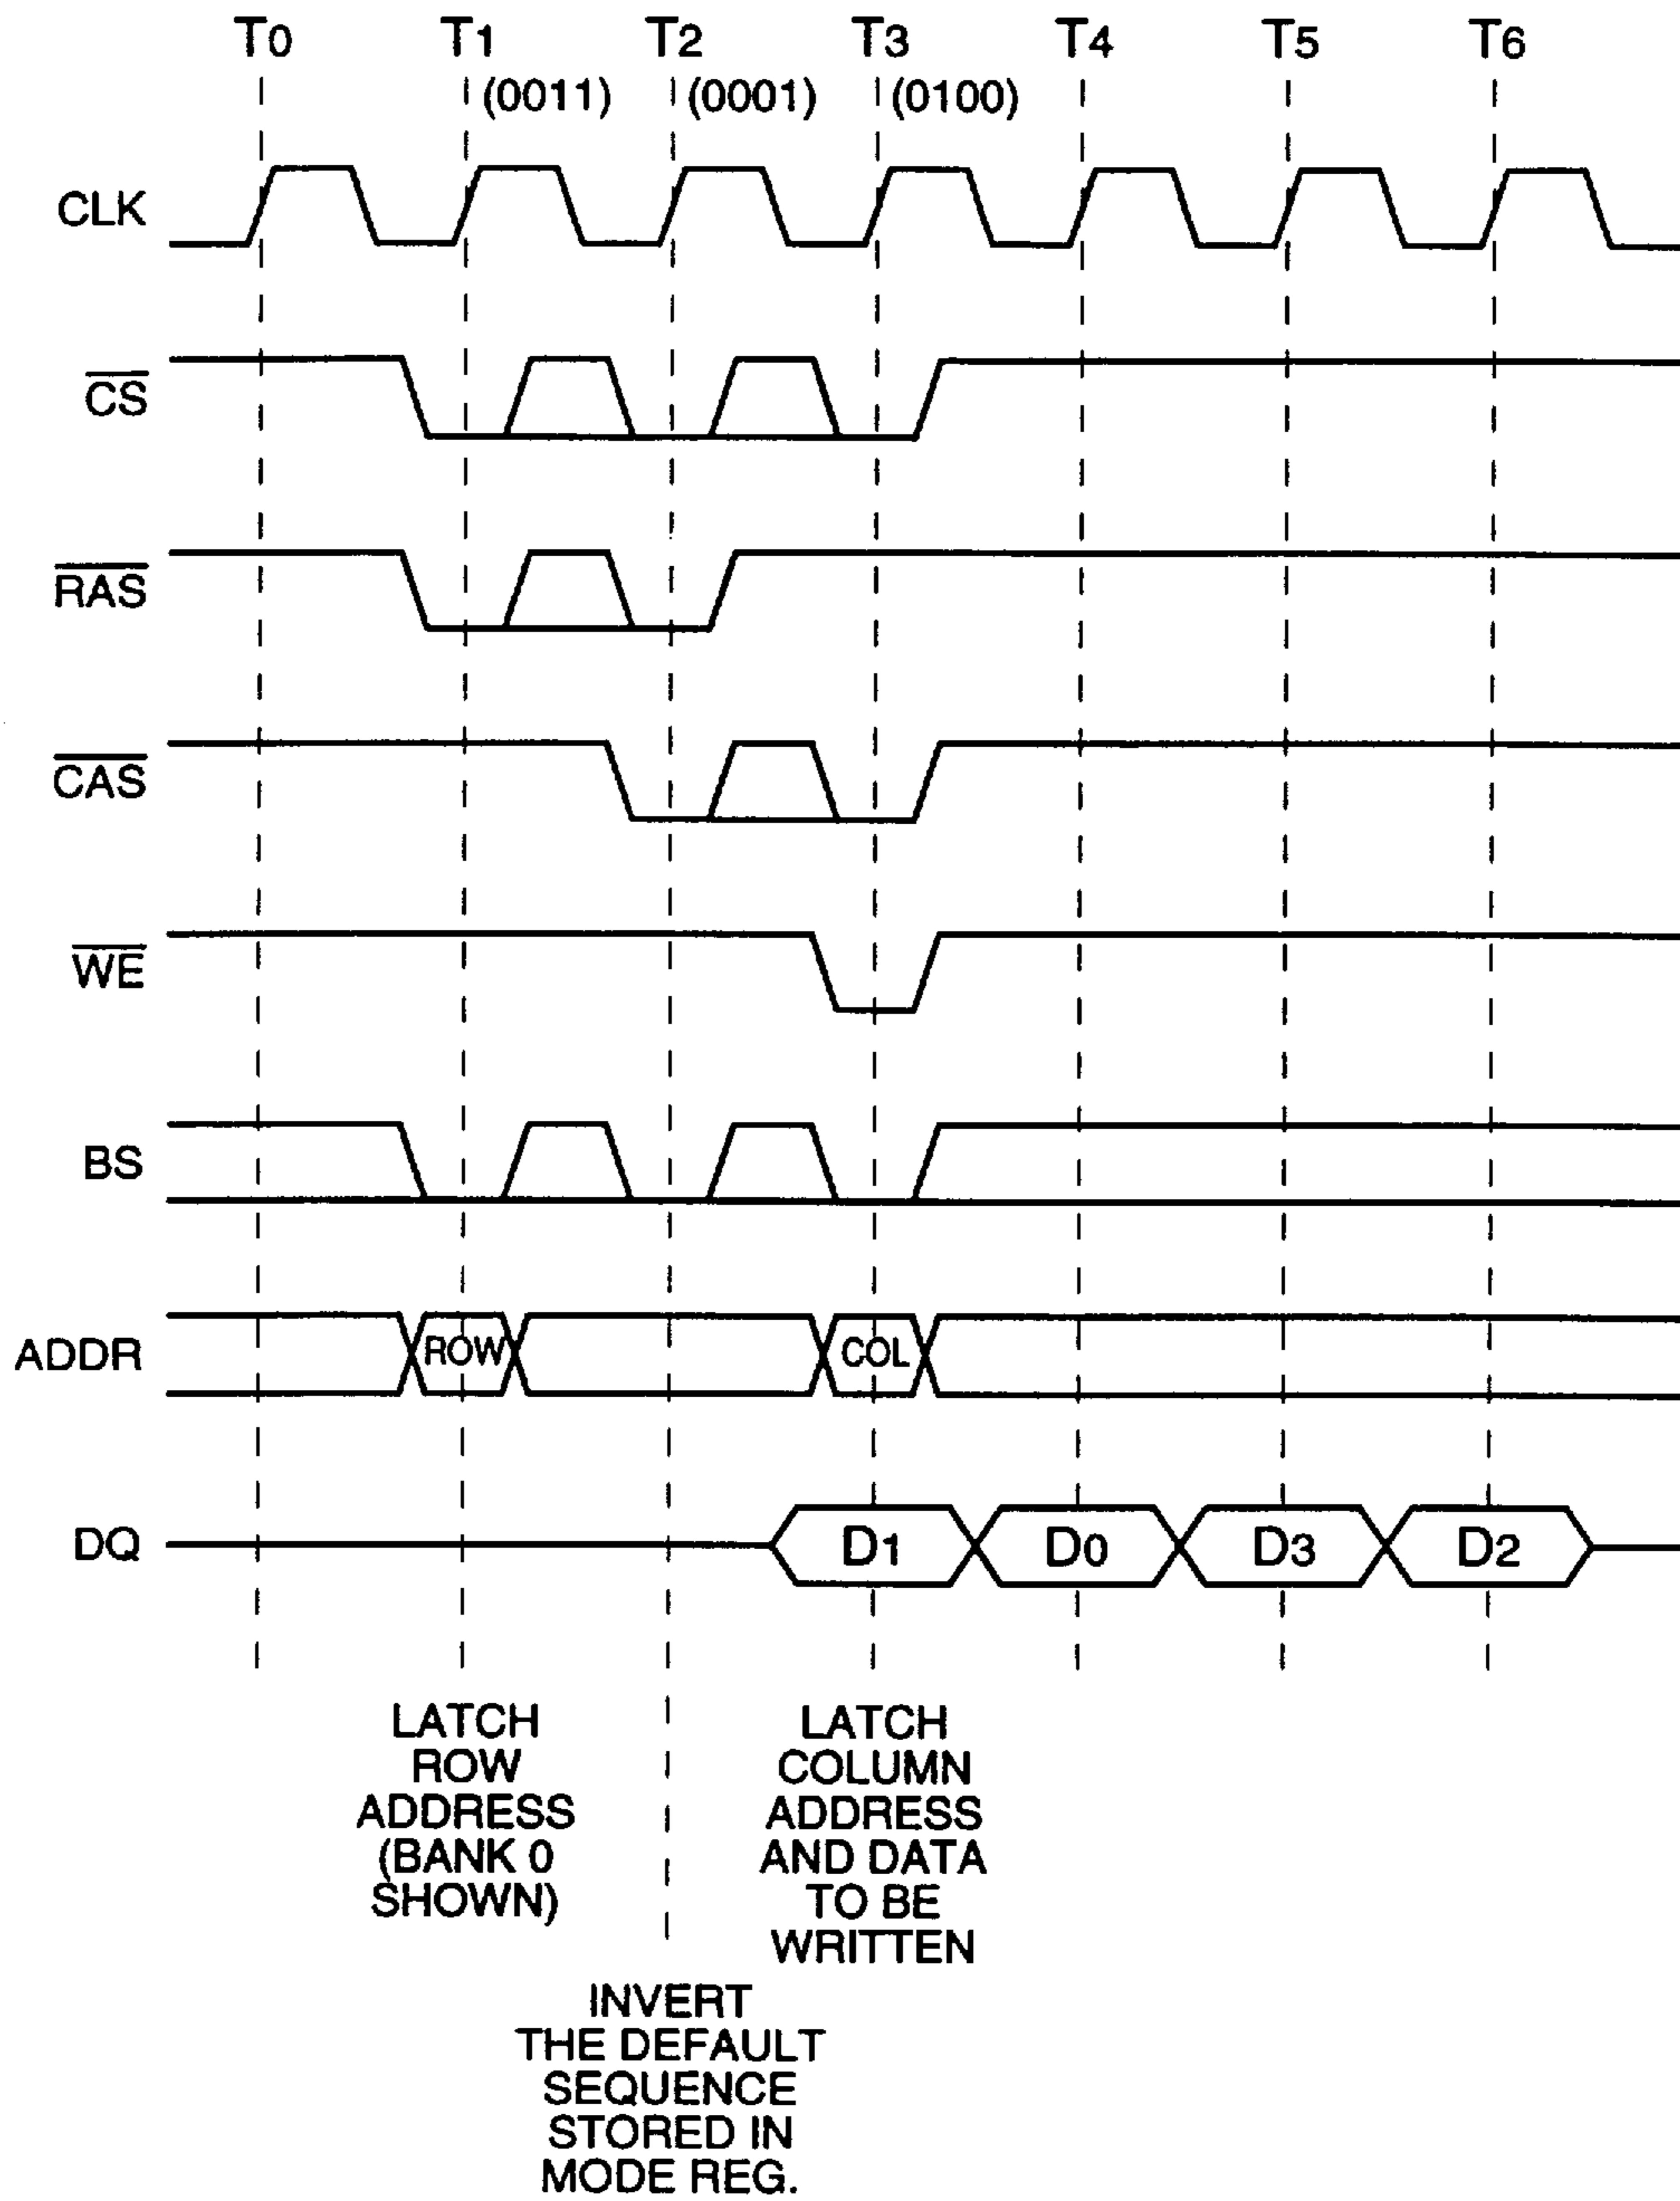 T0 T1 T2 T3 T4 T5 T6
(0011) (0001) (0100)
CLK
CS
RAS
CAS
WE
BS
ADDR ROW COL
DQ D1 D0 D3 D2
LATCH
ROW
ADDRESS
(BANK 0
SHOWN)
LATCH
COLUMN
ADDRESS
AND DATA
TO BE
WRITTEN
INVERT
THE DEFAULT
SEQUENCE
STORED IN
MODE REG.